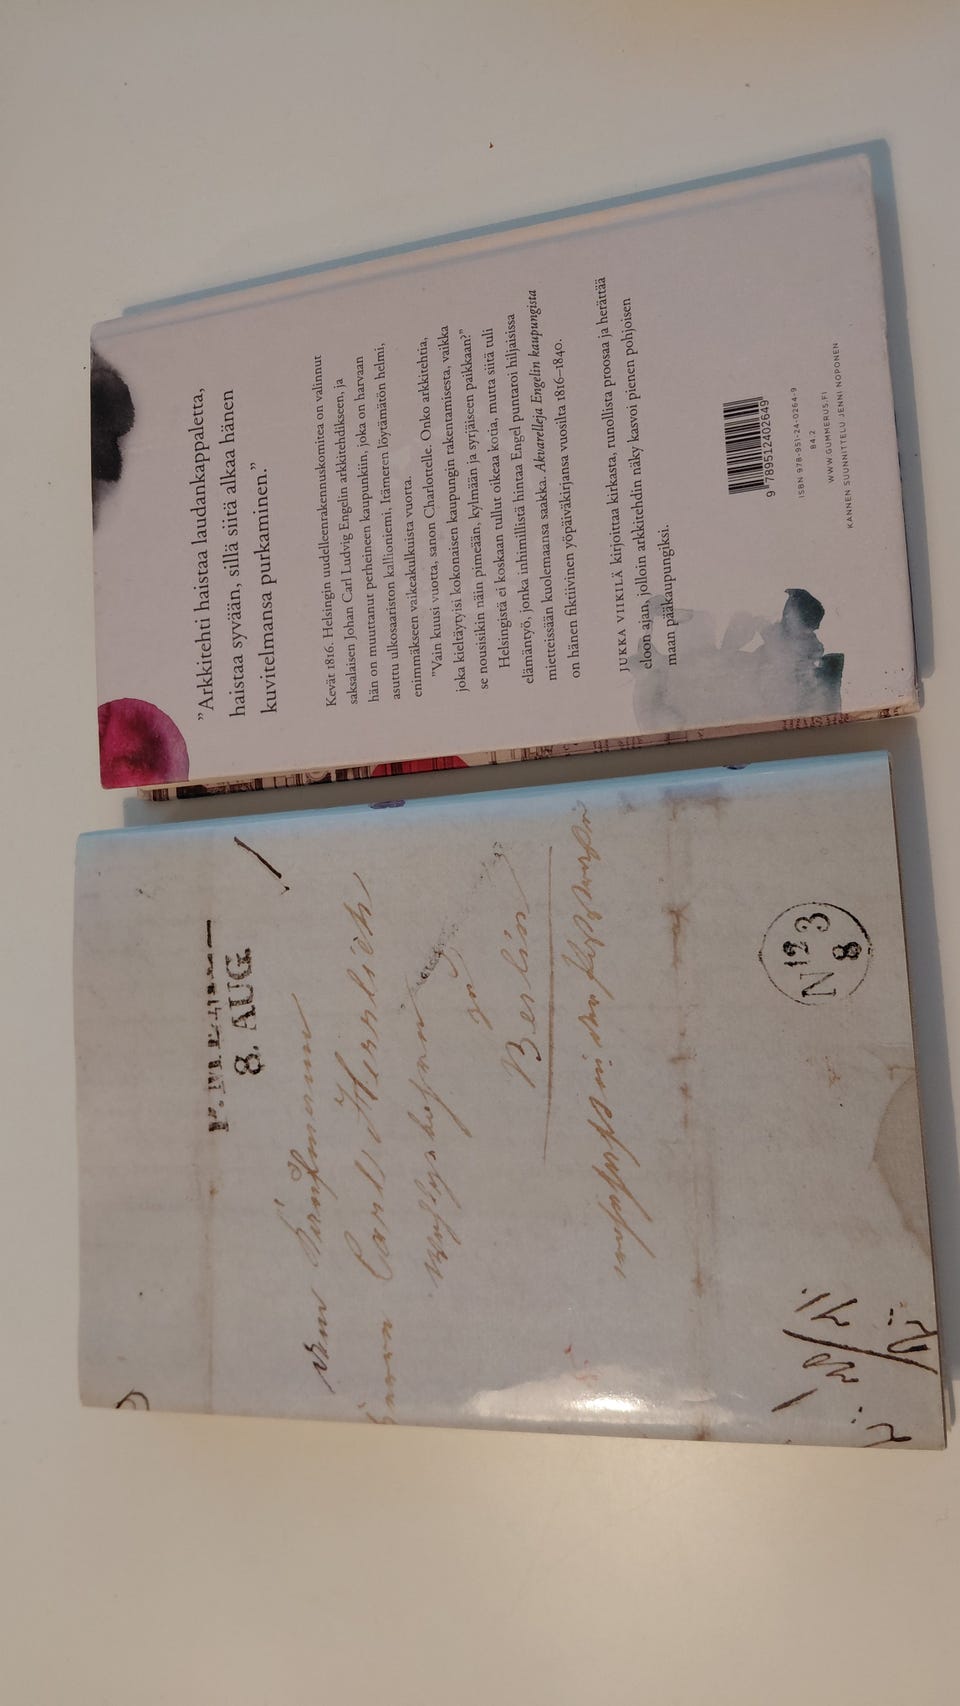 ”Arkkitehti haistaa laudankappaletta,
haistaa syvään, sillä siitä alkaa hänen
kuvitelmansa purkaminen.”
Kevät 1816. Helsingin uudelleenrakennuskomitea on valinnut
saksalaisen Johan Carl Ludvig Engelin arkkitehdikseen, ja
hän on muuttanut perheineen kaupunkiin, joka on harvaan
asuttu ulkosaariston kallioniemi, Itämeren löytämätön helmi,
enimmäkseen vaikeakulkuista vuorta.
”Vain kuusi vuotta, sanon Charlottelle. Onko arkkitehtia,
joka kieltäytyisi kokonaisen kaupungin rakentamisesta, vaikka
se nousisikin näin pimeään, kylmään ja syrjäiseen paikkaan?”
Helsingistä ei koskaan tullut oikeaa kotia, mutta siitä tuli
elämäntyö, jonka inhimillistä hintaa Engel puntaroi hiljaisissa
mietteissään kuolemaansa saakka. Akvarelleja Engelin kaupungista
on hänen fiktiivinen yöpäiväkirjansa vuosilta 1816–1840.
JUKKA VIIKILÄ kirjoittaa kirkasta, runollista proosaa ja herättää
eloon ajan, jolloin arkkitehdin näky kasvoi pienen pohjoisen
maan pääkaupungiksi.
9 789512 402649
ISBN 978-951-24-0264-9
84.2
WWW.GUMMERUS.FI
KANNEN SUUNNITTELU JENNI NOPONEN
8. AUG
Kaufmann
Carl Herrlich
Berlin
N 12 3
8